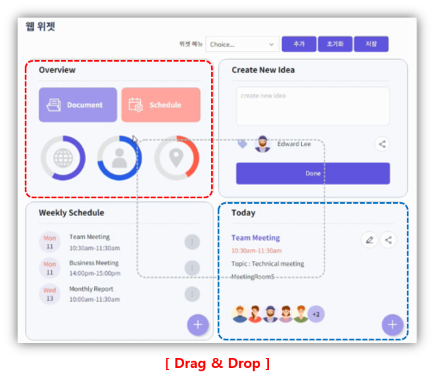 웹 위젯
위젯 메뉴 Choice... 추가 초기화 저장
Overview
Document Schedule
Create New Idea
create new idea
Edward Lee
Done
Weekly Schedule
Mon 11 Team Meeting
10:30am-11:30am
Mon 11 Business Meeting
14:00pm-15:00pm
Wed 13 Monthly Report
10:00am-11:30am
Today
Team Meeting
10:30am-11:30am
Topic : Technical meeting
MeetingRoom5
+2
[ Drag & Drop ]